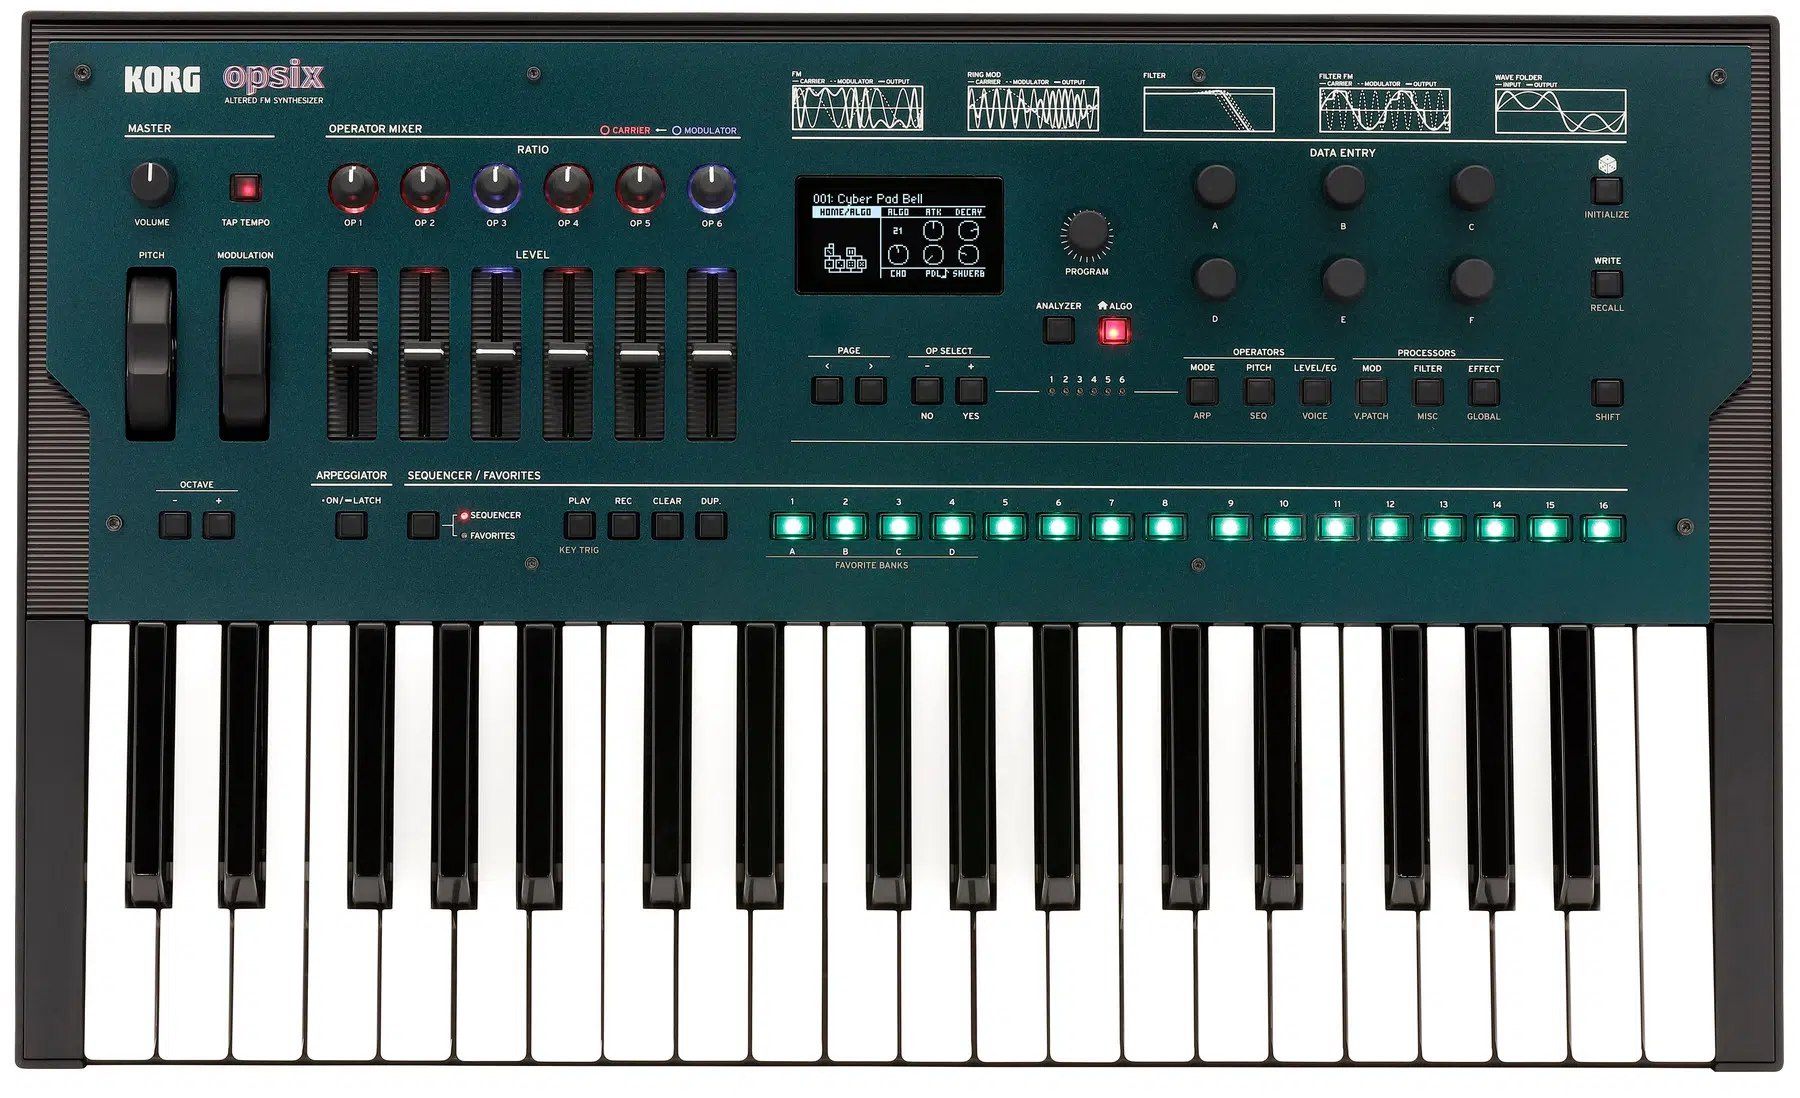 KORG opsix
ALTERED FM SYNTHESIZER
MASTER
VOLUME
TAP TEMPO
PITCH
MODULATION
OPERATOR MIXER
CARRIER
MODULATOR
RATIO
OP 1 OP 2 OP 3 OP 4 OP 5 OP 6
LEVEL
FM
CARRIER MODULATOR OUTPUT
RING MOD
CARRIER MODULATOR OUTPUT
FILTER
FILTER FM
CARRIER MODULATOR OUTPUT
WAVE FOLDER
INPUT OUTPUT
001: Cyber Pad Bell
HOME/ALGO ALGO ATK DECAY
21
CHO PDL♪ SHVERB
PROGRAM
ANALYZER
ALGO
DATA ENTRY
A B C
D E F
INITIALIZE
WRITE
RECALL
PAGE
< >
OP SELECT
- +
NO YES
1 2 3 4 5 6
OPERATORS
MODE PITCH LEVEL/EG
ARP SEQ VOICE
PROCESSORS
MOD FILTER EFFECT
V.PATCH MISC GLOBAL
SHIFT
OCTAVE
- +
ARPEGGIATOR
•ON/━LATCH
SEQUENCER / FAVORITES
SEQUENCER
FAVORITES
PLAY REC CLEAR DUP.
KEY TRIG
1 2 3 4 5 6 7 8 9 10 11 12 13 14 15 16
A B C D
FAVORITE BANKS